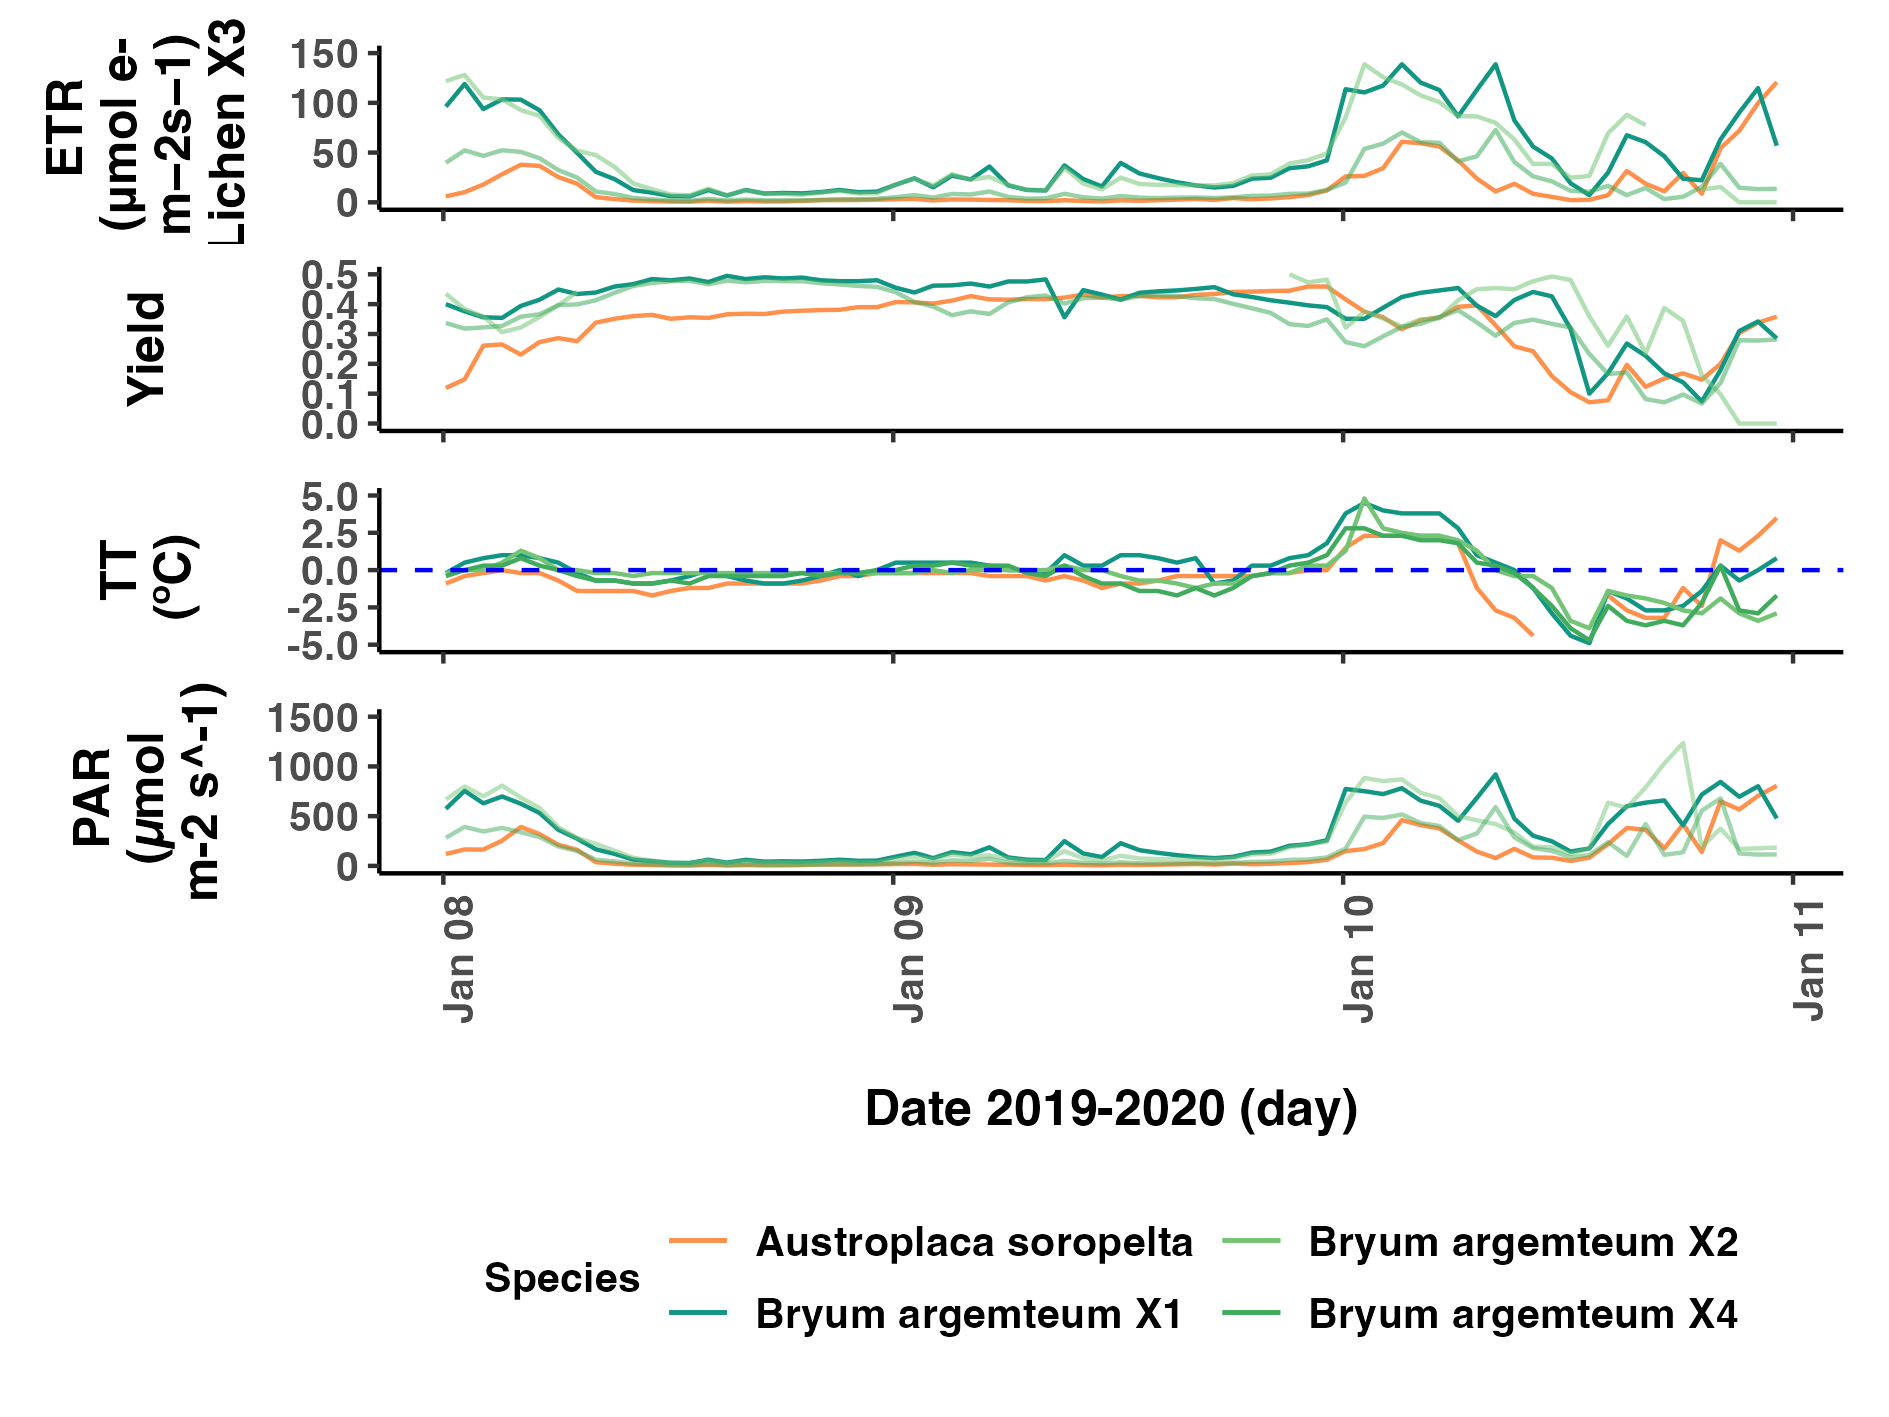 ETR
(µmol e-
m−2s−1)
Lichen X3
150
100
50
0
Yield
0.5
0.4
0.3
0.2
0.1
0.0
TT
(ºC)
5.0
2.5
0.0
-2.5
-5.0
PAR
(µmol
m-2 s^-1)
1500
1000
500
0
Jan 08
Jan 09
Jan 10
Jan 11
Date 2019-2020 (day)
Species
Austroplaca soropelta
Bryum argemteum X1
Bryum argemteum X2
Bryum argemteum X4